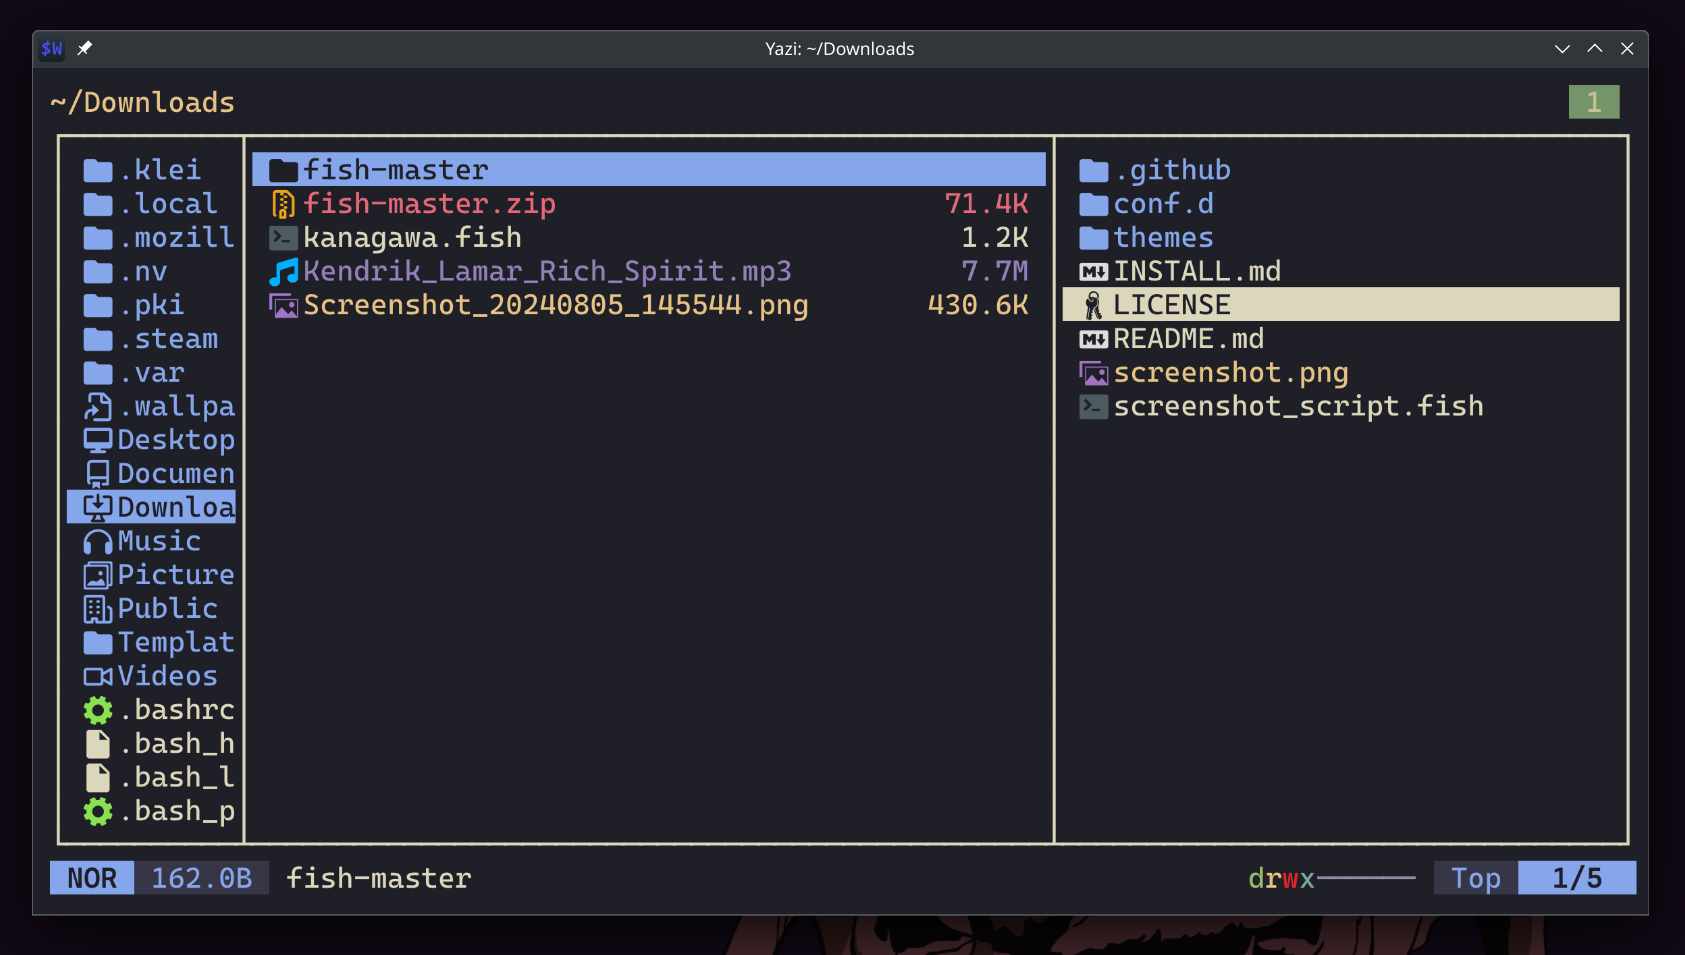 $W
Yazi: ~/Downloads
~/Downloads
1
.klei
.local
.mozill
.nv
.pki
.steam
.var
.wallpa
Desktop
Documen
Downloa
Music
Picture
Public
Templat
Videos
.bashrc
.bash_h
.bash_l
.bash_p
fish-master
fish-master.zip 71.4K
kanagawa.fish 1.2K
Kendrik_Lamar_Rich_Spirit.mp3 7.7M
Screenshot_20240805_145544.png 430.6K
.github
conf.d
themes
INSTALL.md
LICENSE
README.md
screenshot.png
screenshot_script.fish
NOR 162.0B fish-master drwx------ Top 1/5